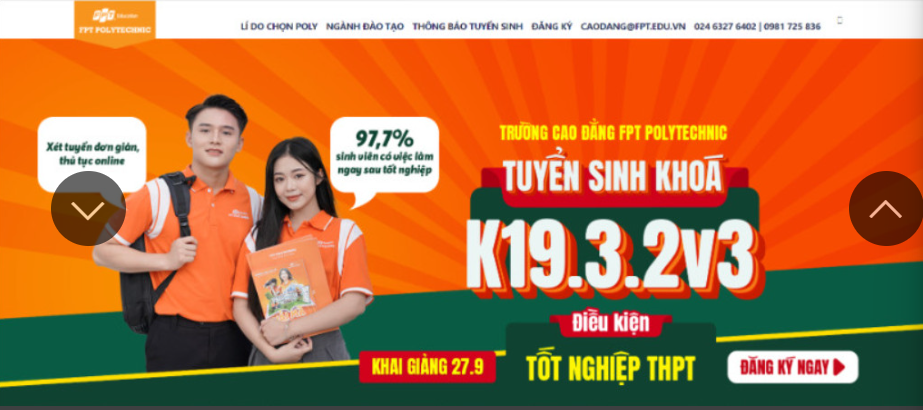 FPT Education
FPT POLYTECHNIC
LÍ DO CHỌN POLY NGÀNH ĐÀO TẠO THÔNG BÁO TUYỂN SINH ĐĂNG KÝ CAODANG@FPT.EDU.VN 024 6327 6402 | 0981 725 836
Xét tuyển đơn giản,
thủ tục online
97,7%
sinh viên có việc làm
ngay sau tốt nghiệp
TRƯỜNG CAO ĐẲNG FPT POLYTECHNIC
TUYỂN SINH KHOÁ
K19.3.2v3
Điều kiện
TỐT NGHIỆP THPT
KHAI GIẢNG 27.9
ĐĂNG KÝ NGAY